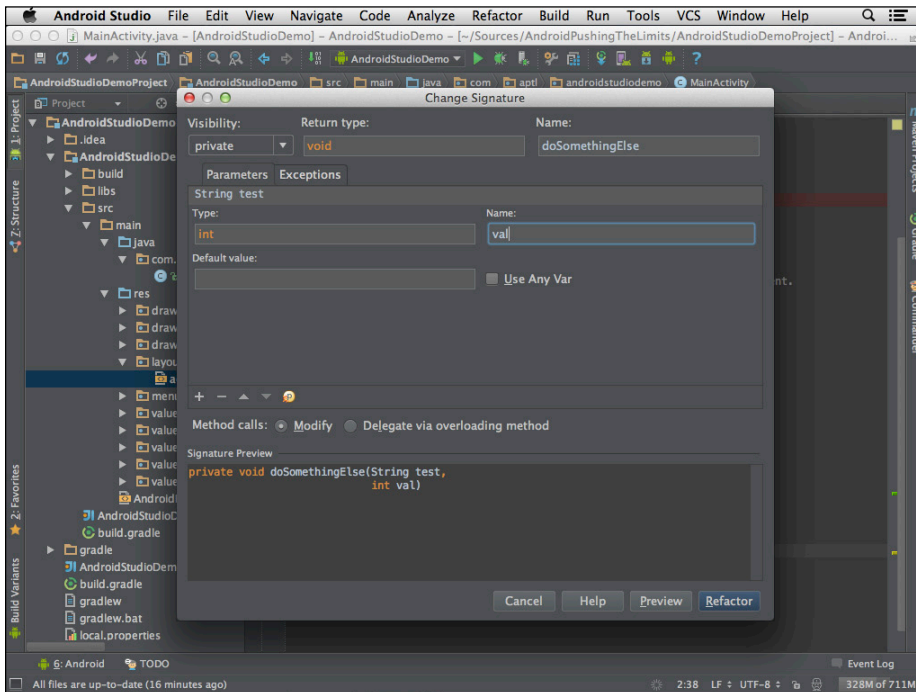 Android Studio File Edit View Navigate Code Analyze Refactor Build Run Tools VCS Window Help
MainActivity.java – [AndroidStudioDemo] – AndroidStudioDemo – [~/Sources/AndroidPushingTheLimits/AndroidStudioDemoProject] – Androi...
AndroidStudioDemo
AndroidStudioDemoProject AndroidStudioDemo src main java com aptl androidstudiodemo MainActivity
Project
Change Signature
1: Project
Z: Structure
2: Favorites
Build Variants
AndroidStudioDemo
.idea
AndroidStudioDe
build
libs
src
main
java
com.
res
draw
draw
draw
layou
a
menu
value
value
value
value
value
Android
AndroidStudioD
build.gradle
gradle
AndroidStudioDem
build.gradle
gradlew
gradlew.bat
local.properties
Visibility: Return type: Name:
private void doSomethingElse
Parameters Exceptions
String test
Type: Name:
int val
Default value:
Use Any Var
Method calls: Modify Delegate via overloading method
Signature Preview
private void doSomethingElse(String test,
int val)
Cancel Help Preview Refactor
nt.
Maven Projects
Gradle
Commander
6: Android TODO Event Log
All files are up-to-date (16 minutes ago) 2:38 LF UTF-8 328M of 711M